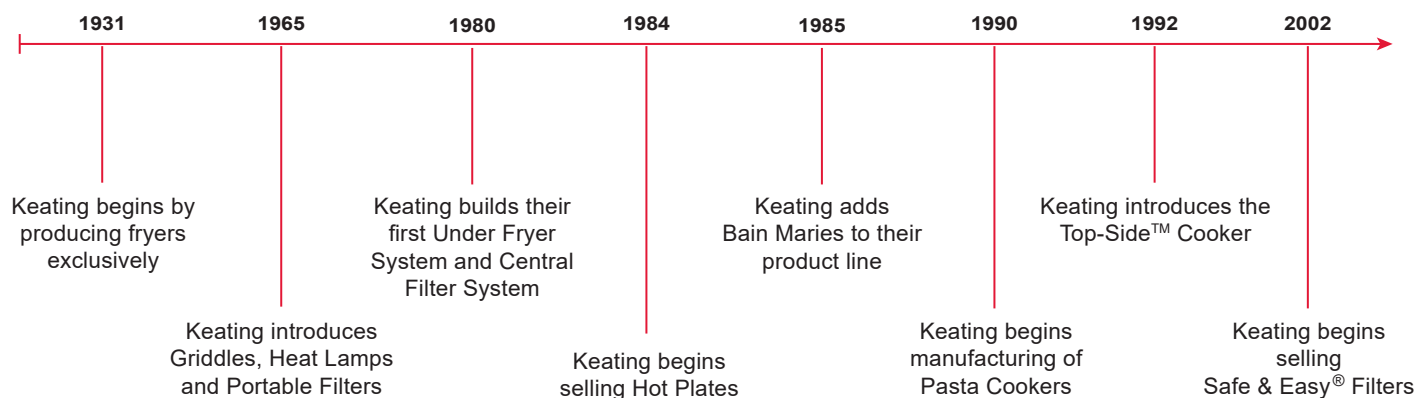 1931
1965
1980
1984
1985
1990
1992
2002
Keating begins by
producing fryers
exclusively
Keating introduces
Griddles, Heat Lamps
and Portable Filters
Keating builds their
first Under Fryer
System and Central
Filter System
Keating begins
selling Hot Plates
Keating adds
Bain Maries to their
product line
Keating begins
manufacturing of
Pasta Cookers
Keating introduces the
Top-Side™ Cooker
Keating begins
selling
Safe & Easy® Filters